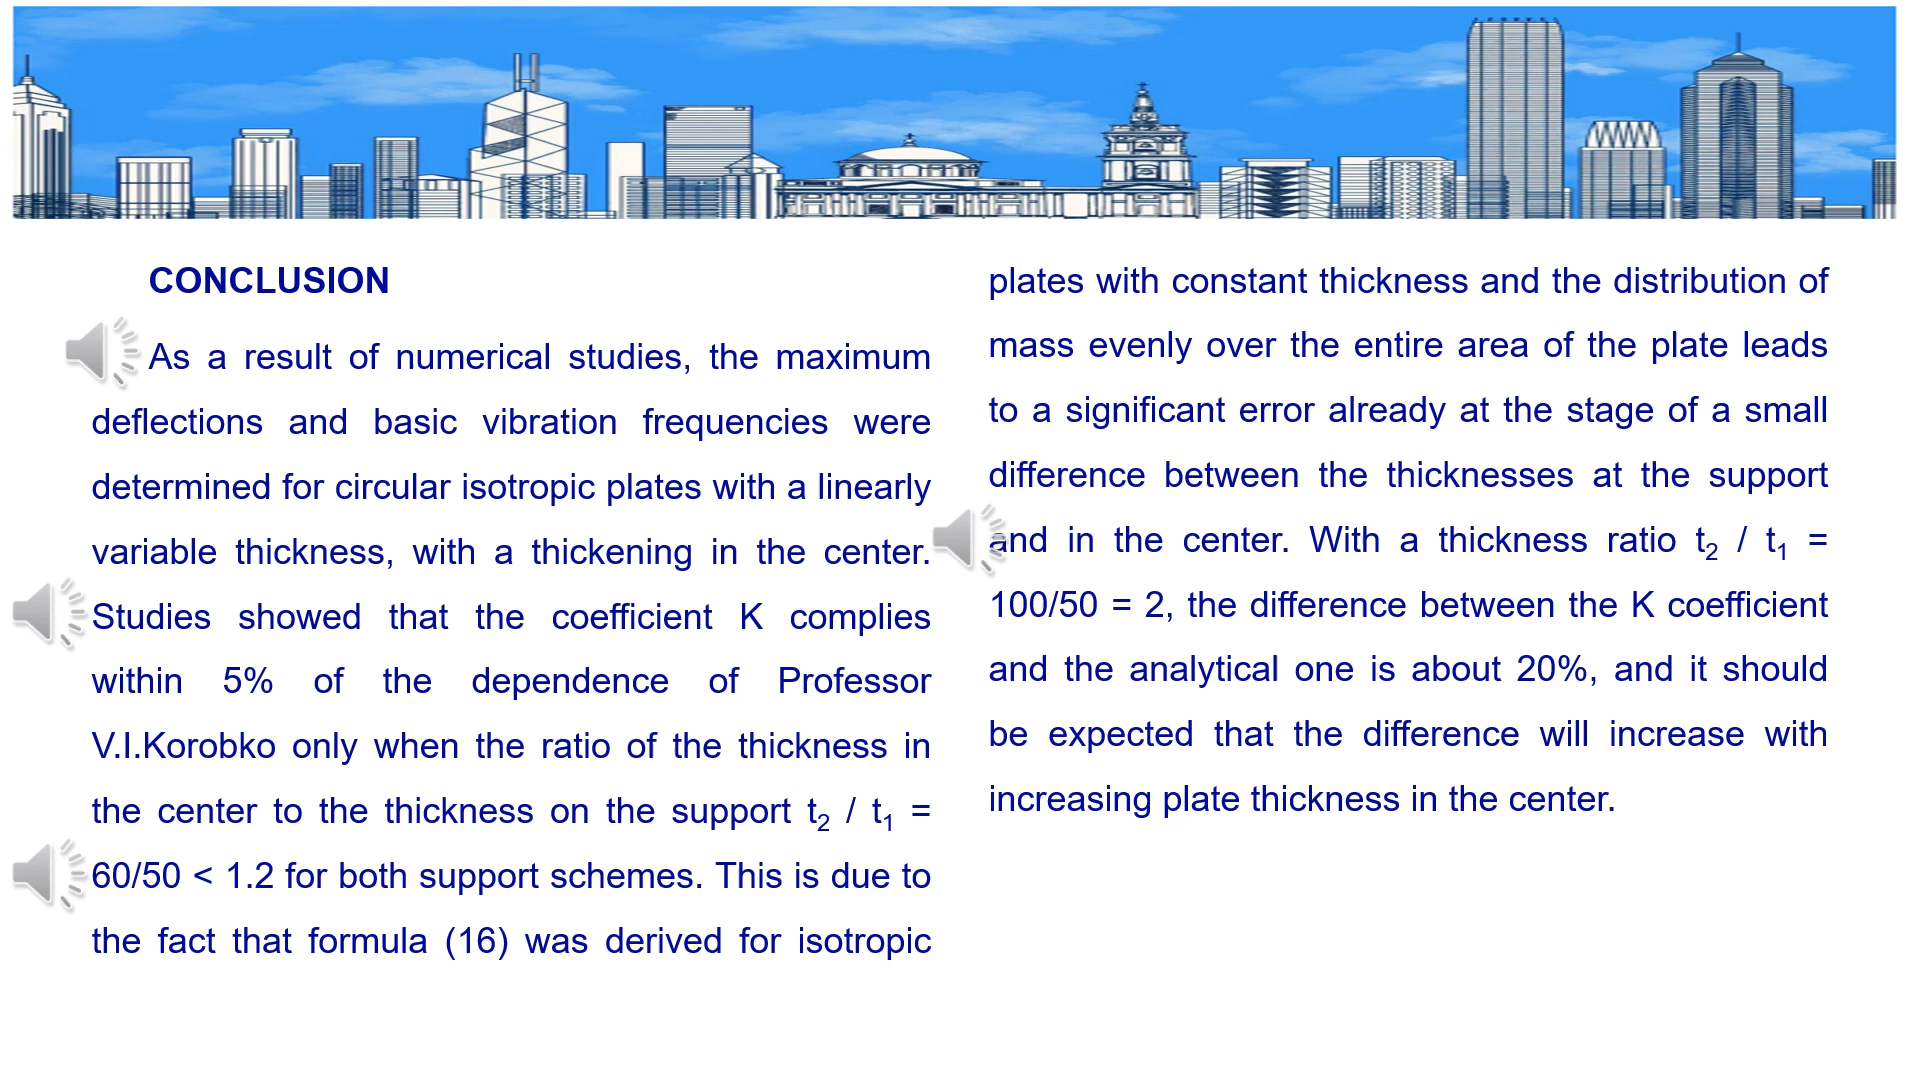 CONCLUSION
As a result of numerical studies, the maximum
deflections and basic vibration frequencies were
determined for circular isotropic plates with a linearly
variable thickness, with a thickening in the center.
Studies showed that the coefficient K complies
within 5% of the dependence of Professor
V.I.Korobko only when the ratio of the thickness in
the center to the thickness on the support t₂ / t₁ =
60/50 < 1.2 for both support schemes. This is due to
the fact that formula (16) was derived for isotropic
plates with constant thickness and the distribution of
mass evenly over the entire area of the plate leads
to a significant error already at the stage of a small
difference between the thicknesses at the support
and in the center. With a thickness ratio t₂ / t₁ =
100/50 = 2, the difference between the K coefficient
and the analytical one is about 20%, and it should
be expected that the difference will increase with
increasing plate thickness in the center.